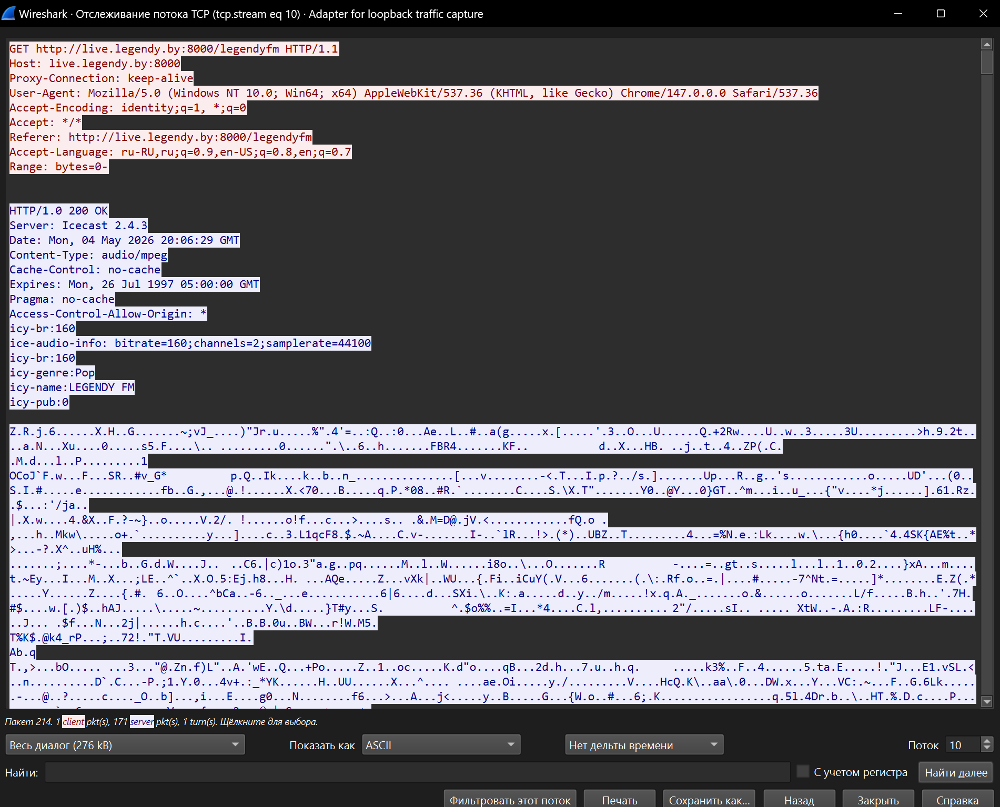 Wireshark · Отслеживание потока TCP (tcp.stream eq 10) · Adapter for loopback traffic capture
GET http://live.legendy.by:8000/legendyfm HTTP/1.1
Host: live.legendy.by:8000
Proxy-Connection: keep-alive
User-Agent: Mozilla/5.0 (Windows NT 10.0; Win64; x64) AppleWebKit/537.36 (KHTML, like Gecko) Chrome/147.0.0.0 Safari/537.36
Accept-Encoding: identity;q=1, *;q=0
Accept: */*
Referer: http://live.legendy.by:8000/legendyfm
Accept-Language: ru-RU,ru;q=0.9,en-US;q=0.8,en;q=0.7
Range: bytes=0-
HTTP/1.0 200 OK
Server: Icecast 2.4.3
Date: Mon, 04 May 2026 20:06:29 GMT
Content-Type: audio/mpeg
Cache-Control: no-cache
Expires: Mon, 26 Jul 1997 05:00:00 GMT
Pragma: no-cache
Access-Control-Allow-Origin: *
icy-br:160
ice-audio-info: bitrate=160;channels=2;samplerate=44100
icy-br:160
icy-genre:Pop
icy-name:LEGENDY FM
icy-pub:0
Z.R.j.6......X.H..G.......~;vJ_....)"Jr.u.....%".4'=..:Q..:0...Ae..L..#..a(g.....x.[.....'.3..O...U......Q.+2Rw....U..w..3.....3U.........>h.9.2t..
..a.N...Xu....0.....s5.F....\.. .........0......".\..6..h.......FBR4.......KF.. d..X...HB. ..j..t..4..ZP(.C.
.M.d...l..P.........1
OCoJ`F.w...F...SR..#v_G* p.Q..Ik....k..b..n_...............[...v........-<.T...I.p.?../s.].......Up...R..g..'s............o.....UD'...(0..
S.I.#.....e............fb..G.,...@.!......X.<70...B.....q.P.*08..#R.`........C....S.\X.T".......Y0..@Y...0}GT..^m...i..u_...{"v....*j......].61.Rz.
.$...:'/ja..
|.X.w....4.&X..F.?-~}..o.....V.2/. !......o!f...c...>....s.. .&.M=D@.jV.<............fQ.o .
,...h..Mkw\.....o+.`..........y...]....c..3.L1qcF8.$.~A....C.v-.......I-..`lR...!>.(*)..UBZ..T.........4...=%N.e.:Lk....w.\...{h0....`4.4SK{AE%t..*
>...-?.X^..uH%...
.......;....*-...b..G.d.W....J.. ..C6.|c)1o.3"a.g..pq......M..l..W......i8o..\...O.......R -....=..gt..s.....l...l..1..0.2....}xA...m....
t.~Ey...I...M..X...;LE..^`..X.O.5:Ej.h8...H. ...AQe.....Z...vXk|..WU...{.Fi..iCuY(.V...6.......(.\:.Rf.o..=.|....#.....-7^Nt.=.....]*........E.Z(.*
.....Y......Z....{.#. 6..O....^bCa..-6.._...e...........6|6....d...SXi.\..K:.a.....d..y../m.....!x.q.A._.......o.&......o.......L/f.....B.h..'.7H.
#$....w.[.)$..hAJ.....\.....~..........Y.\d.....}T#y...S. ^.$o%%..=I...*4....C.l,.......... 2"/.....sI.. ..... XtW..-.A.:R.........LF-....
..J... .$f...N...2j|......h.c....'..B.B.0u..BW...r!W.M5.
T%K$.@k4_rP...;..72!."T.VU.........I.
Ab.q
T.,>...bO..... ...3..."@.Zn.f)L"..A.'wE..Q...+Po.....Z..1..oc.....K.d"o....qB...2d.h...7.u..h.q. .....k3%..F..4......5.ta.E.....!."J...E1.vSL.<
..n..........D`.C...-P.;1.Y.0...4v+.:_*YK......H..UU......X...^.... ....ae.Oi.....y./.........V....HcQ.K\..aa\.0...DW.x...Y...VC:.~...F..G.6Lk.....
.-...@..?.....c...._O..b]...,i...E....g0...N........f6...>...A...j<.....y..B.....G...{W.o..#...6;.K.................q.5l.4Dr.b..\..HT.%.D.c....P...
Пакет 214. 1 client pkt(s), 171 server pkt(s), 1 turn(s). Щёлкните для выбора.
Весь диалог (276 kB) Показать как ASCII Нет дельты времени Поток 10
Найти: С учетом регистра Найти далее
Фильтровать этот поток Печать Сохранить как... Назад Закрыть Справка